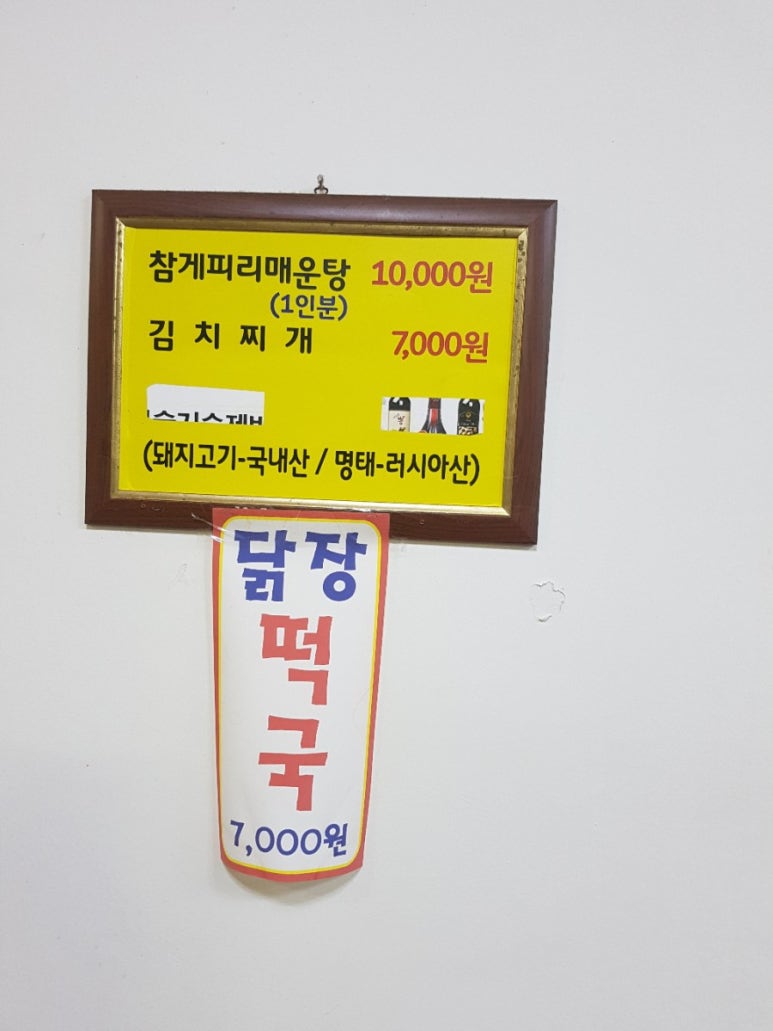 참게피리매운탕 10,000원
(1인분)
김치찌개 7,000원
(돼지고기-국내산 / 명태-러시아산)
닭장
떡
국
7,000원